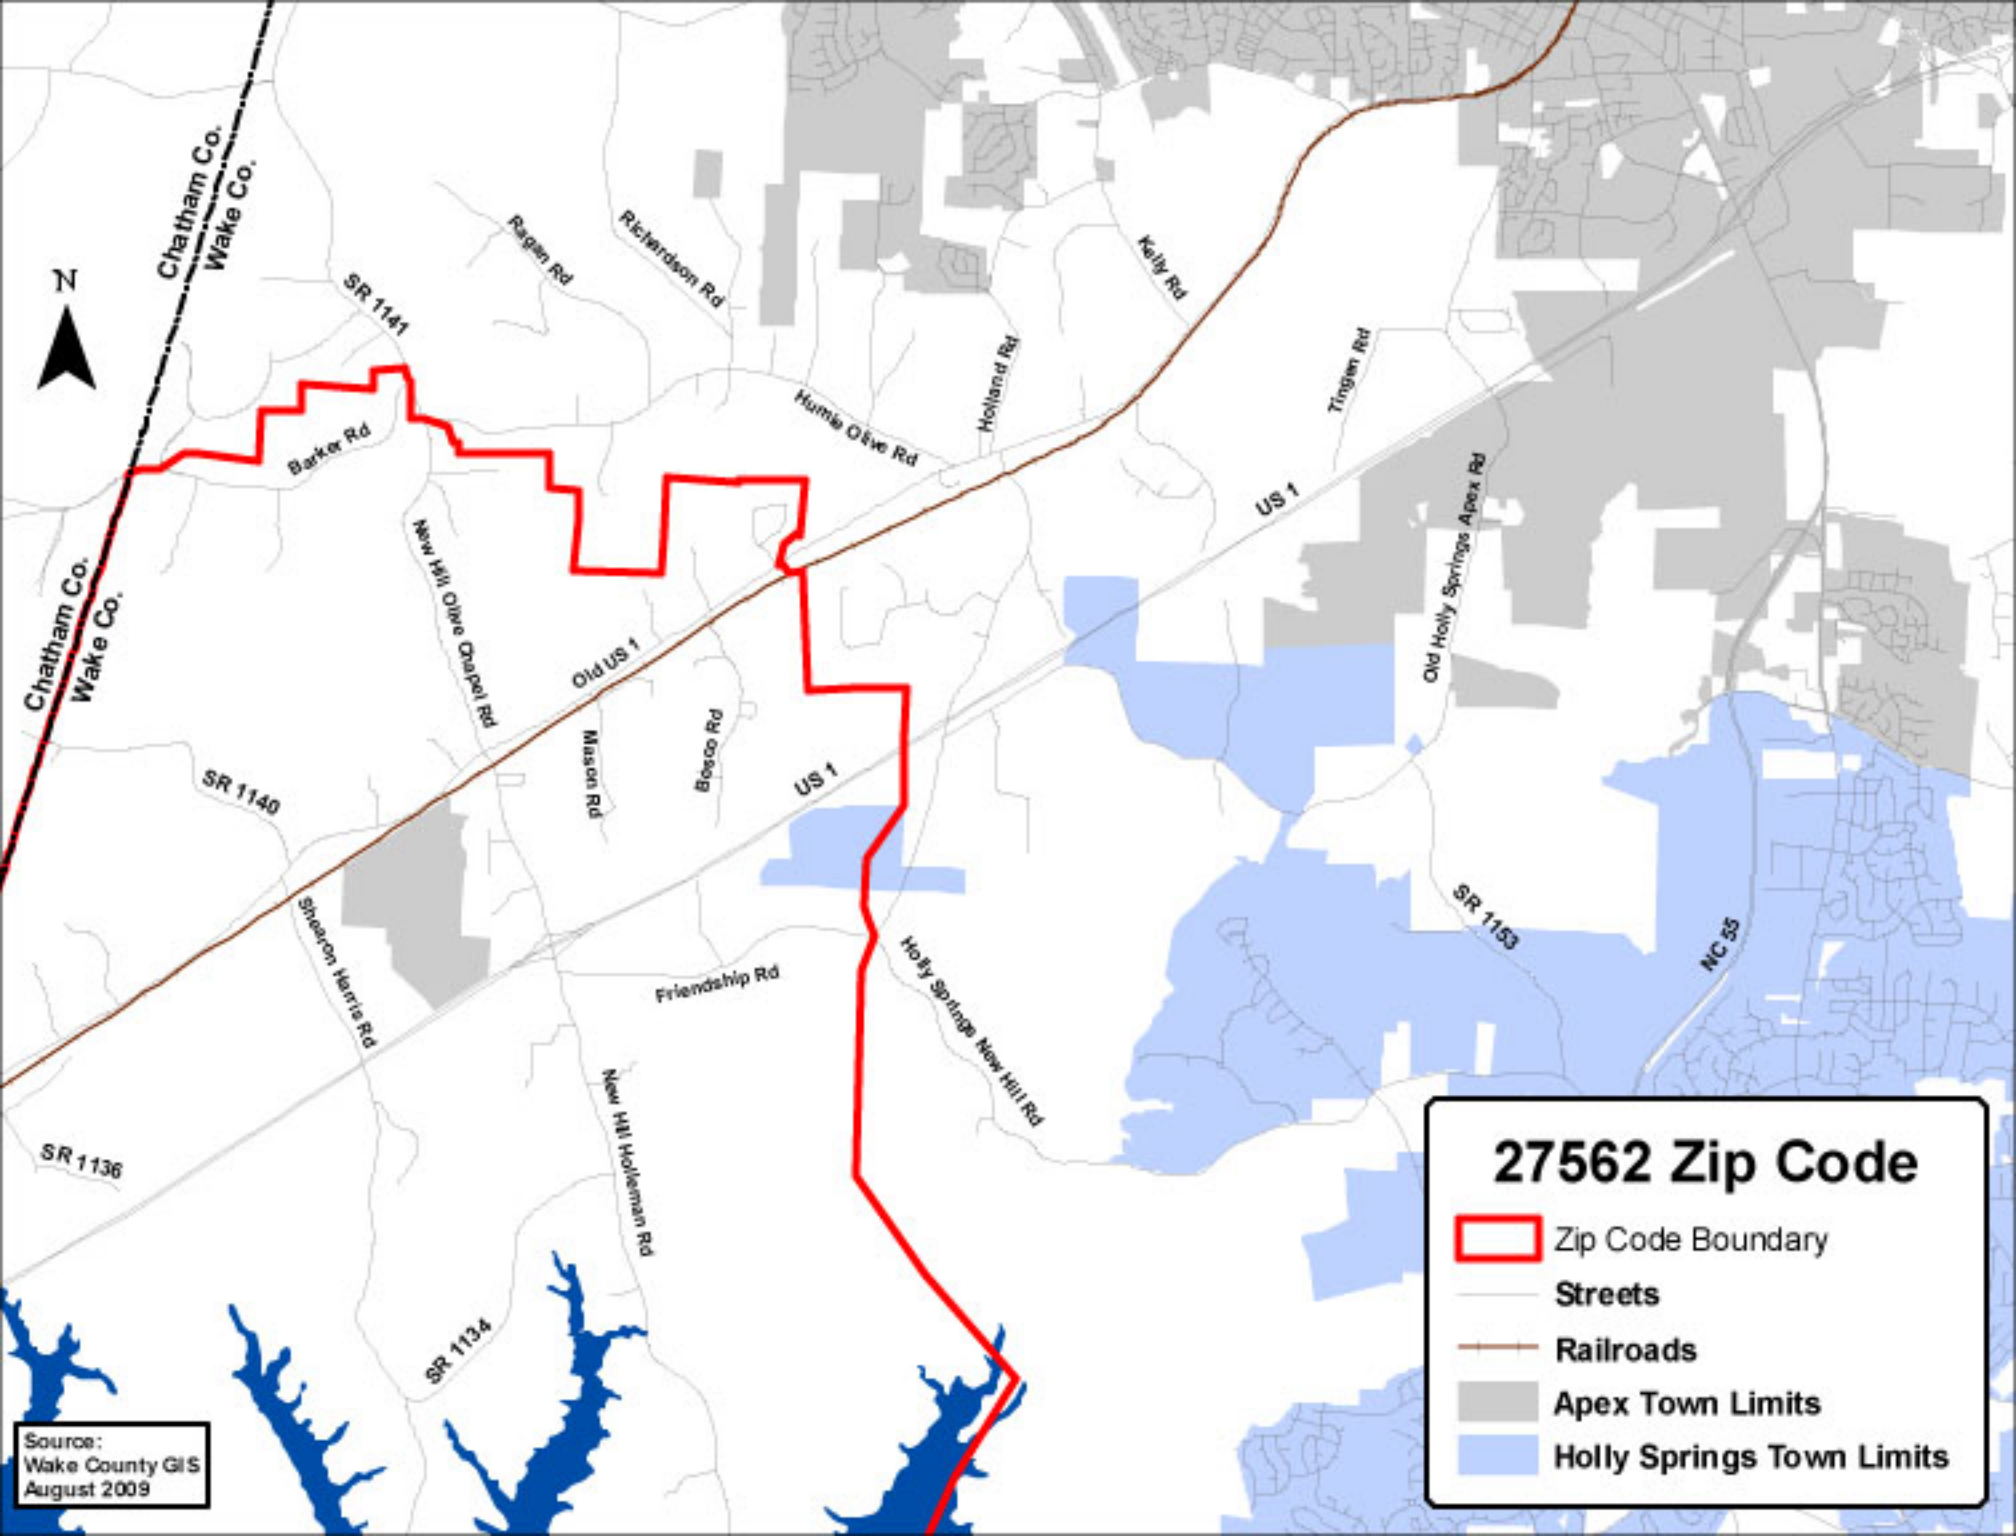 Chatham Co.
Wake Co.
N
SR 1141
Ragan Rd
Richardson Rd
Kelly Rd
Holland Rd
Tingen Rd
Humie Olive Rd
Barker Rd
US 1
Old Holly Springs Apex Rd
New Hill Olive Chapel Rd
Chatham Co.
Wake Co.
Old US 1
Mason Rd
Bosco Rd
US 1
SR 1140
Shearon Harris Rd
Friendship Rd
Holly Springs New Hill Rd
SR 1153
NC 55
New Hill Holleman Rd
SR 1136
SR 1134
27562 Zip Code
Zip Code Boundary
Streets
Railroads
Apex Town Limits
Holly Springs Town Limits
Source:
Wake County GIS
August 2009